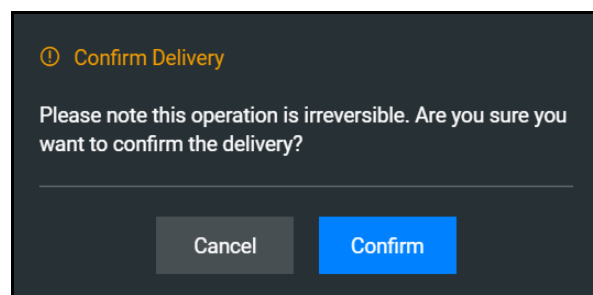 Confirm Delivery
Please note this operation is irreversible. Are you sure you
want to confirm the delivery?
Cancel Confirm